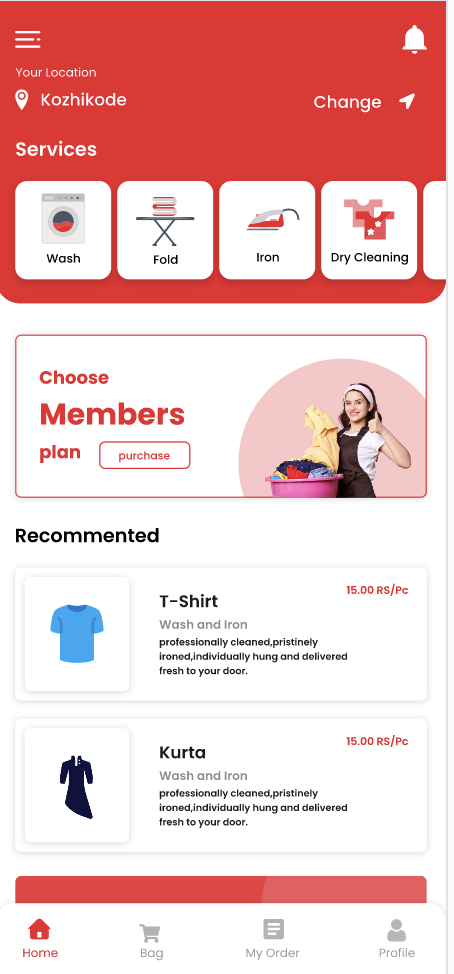 Your Location
Kozhikode
Change
Services
Wash
Fold
Iron
Dry Cleaning
Choose
Members
plan
purchase
Recommented
15.00 RS/Pc
T-Shirt
Wash and Iron
professionally cleaned,pristinely
ironed,individually hung and delivered
fresh to your door.
15.00 RS/Pc
Kurta
Wash and Iron
professionally cleaned,pristinely
ironed,individually hung and delivered
fresh to your door.
Home
Bag
My Order
Profile